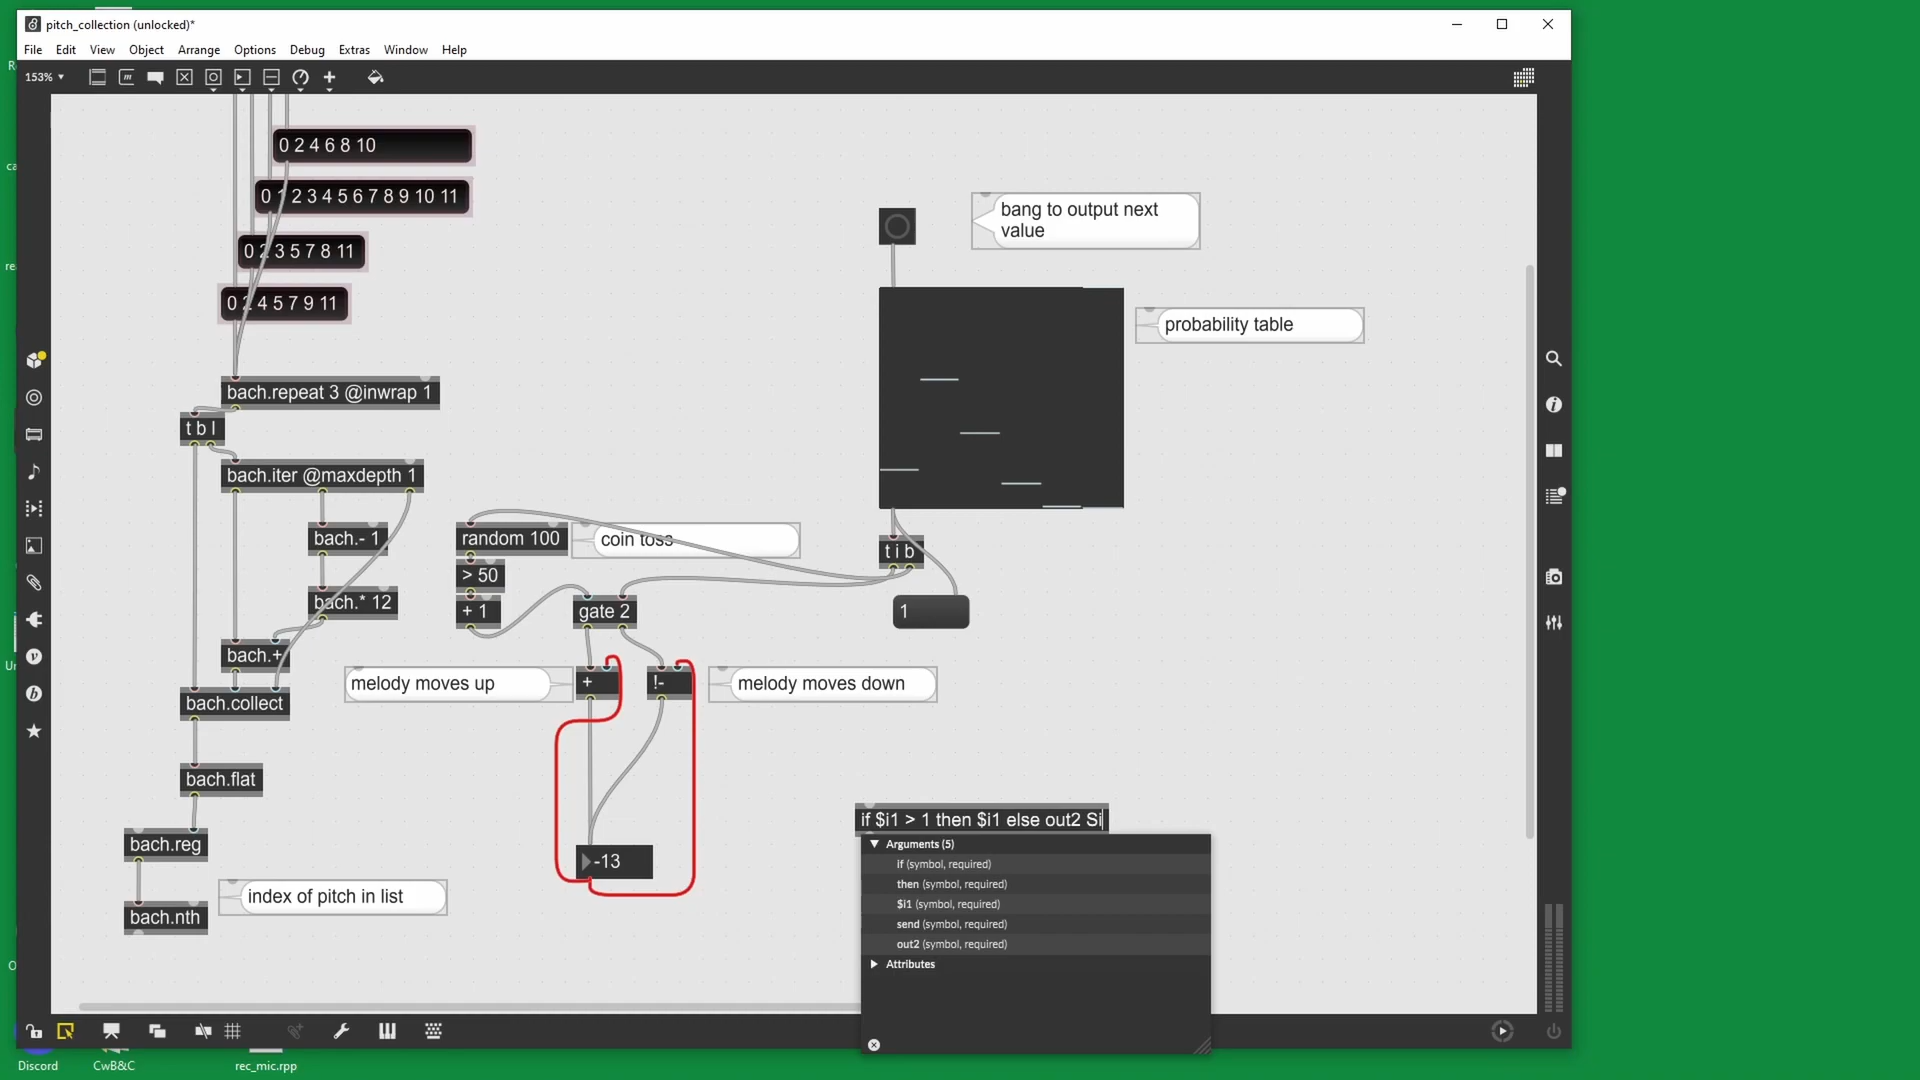 pitch_collection (unlocked)*
File Edit View Object Arrange Options Debug Extras Window Help
153%
0 2 4 6 8 10
0 1 2 3 4 5 6 7 8 9 10 11
0 2 3 5 7 8 11
0 2 4 5 7 9 11
bang to output next
value
probability table
bach.repeat 3 @inwrap 1
t b l
bach.iter @maxdepth 1
bach.- 1
random 100
coin toss
t i b
> 50
bach.* 12
+ 1
gate 2
1
bach.+
melody moves up
+
!-
melody moves down
bach.collect
bach.flat
if $i1 > 1 then $i1 else out2 Si
bach.reg
-13
Arguments (5)
if (symbol, required)
then (symbol, required)
$i1 (symbol, required)
send (symbol, required)
out2 (symbol, required)
Attributes
index of pitch in list
bach.nth
Discord
CwB&C
rec_mic.rpp